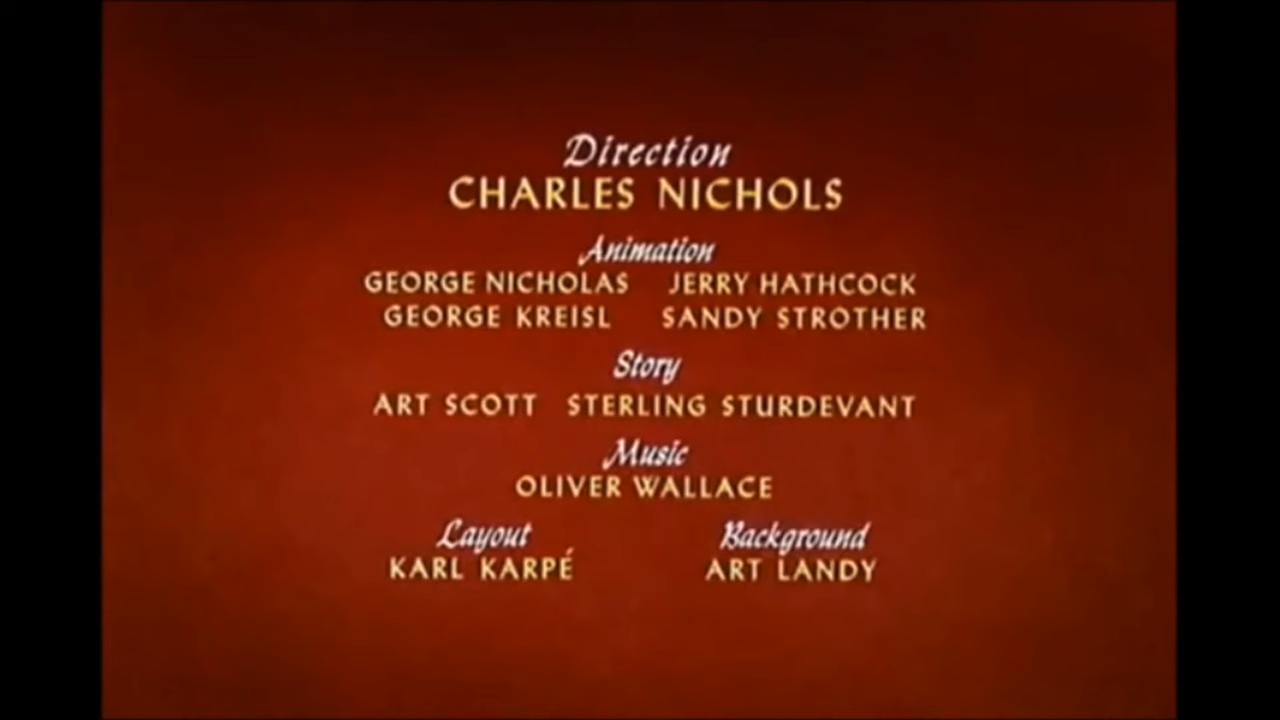 Direction
CHARLES NICHOLS
Animation
GEORGE NICHOLAS JERRY HATHCOCK
GEORGE KREISL SANDY STROTHER
Story
ART SCOTT STERLING STURDEVANT
Music
OLIVER WALLACE
Layout Background
KARL KARPÉ ART LANDY